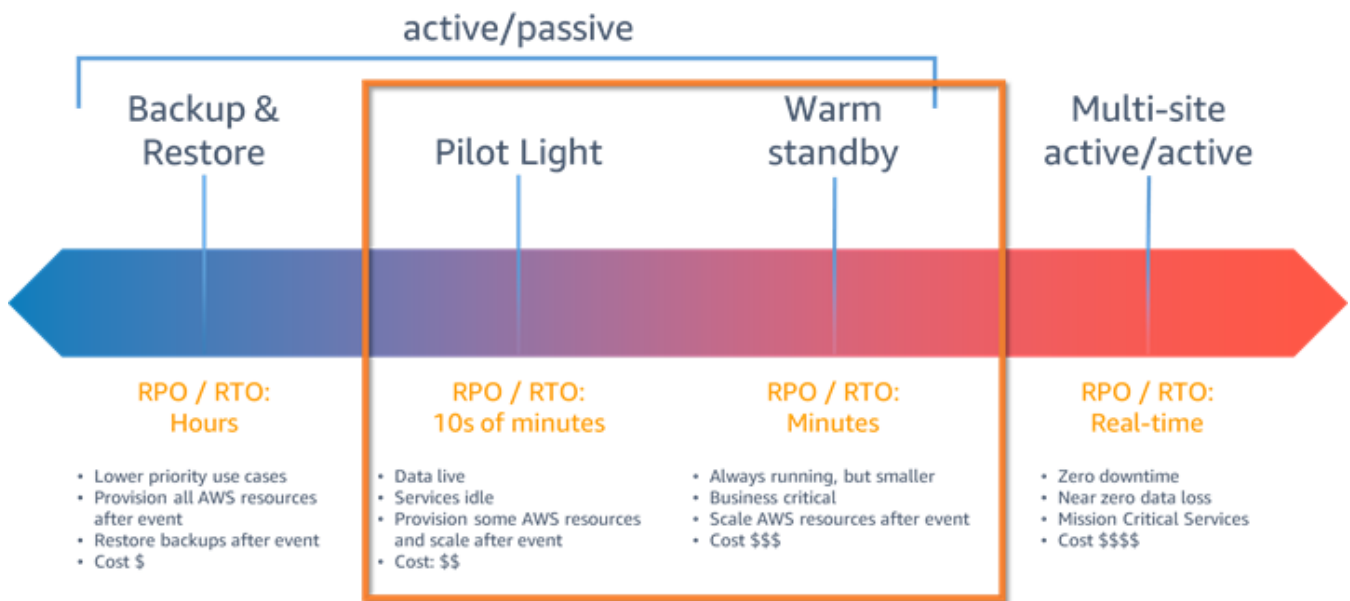 active/passive
Backup &
Restore
Pilot Light
Warm
standby
Multi-site
active/active
RPO / RTO:
Hours
RPO / RTO:
10s of minutes
RPO / RTO:
Minutes
RPO / RTO:
Real-time
• Lower priority use cases
• Provision all AWS resources
after event
• Restore backups after event
• Cost $
• Data live
• Services idle
• Provision some AWS resources
and scale after event
• Cost: $$
• Always running, but smaller
• Business critical
• Scale AWS resources after event
• Cost $$$
• Zero downtime
• Near zero data loss
• Mission Critical Services
• Cost $$$$